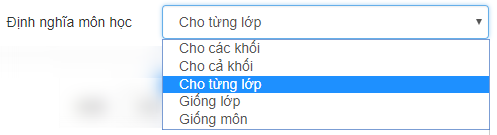 Định nghĩa môn học
Cho từng lớp
Cho các khối
Cho cả khối
Cho từng lớp
Giống lớp
Giống môn